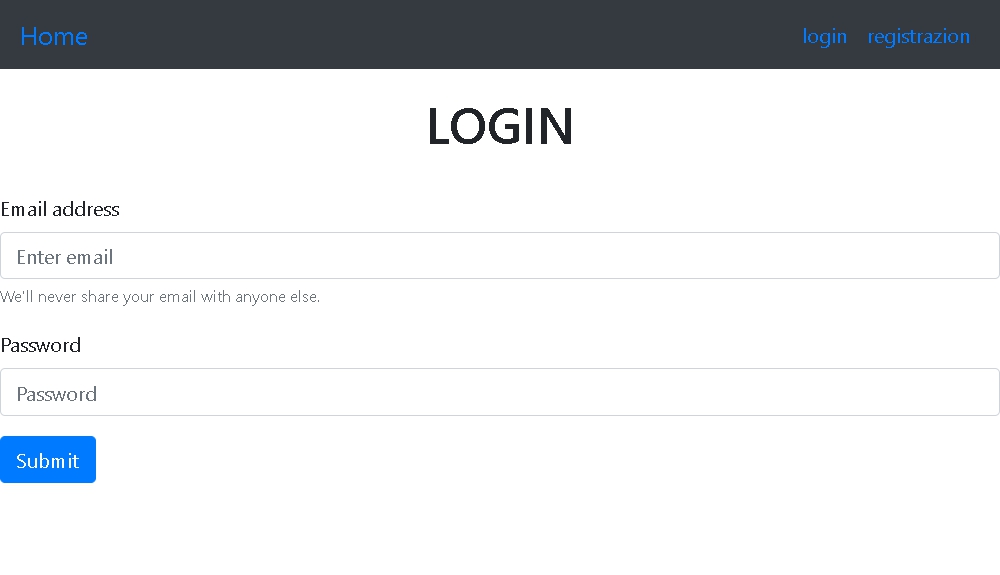 Home login registrazion
LOGIN
Email address
Enter email
We'll never share your email with anyone else.
Password
Password
Submit